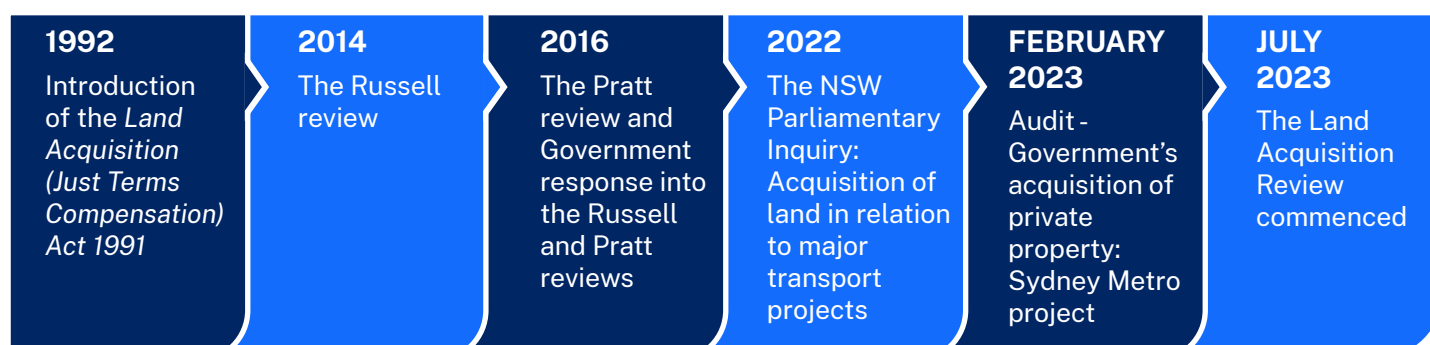 1992
Introduction
of the Land
Acquisition
(Just Terms
Compensation)
Act 1991
2014
The Russell
review
2016
The Pratt
review and
Government
response into
the Russell
and Pratt
reviews
2022
The NSW
Parliamentary
Inquiry:
Acquisition of
land in relation
to major
transport
projects
FEBRUARY
2023
Audit -
Government’s
acquisition of
private
property:
Sydney Metro
project
JULY
2023
The Land
Acquisition
Review
commenced